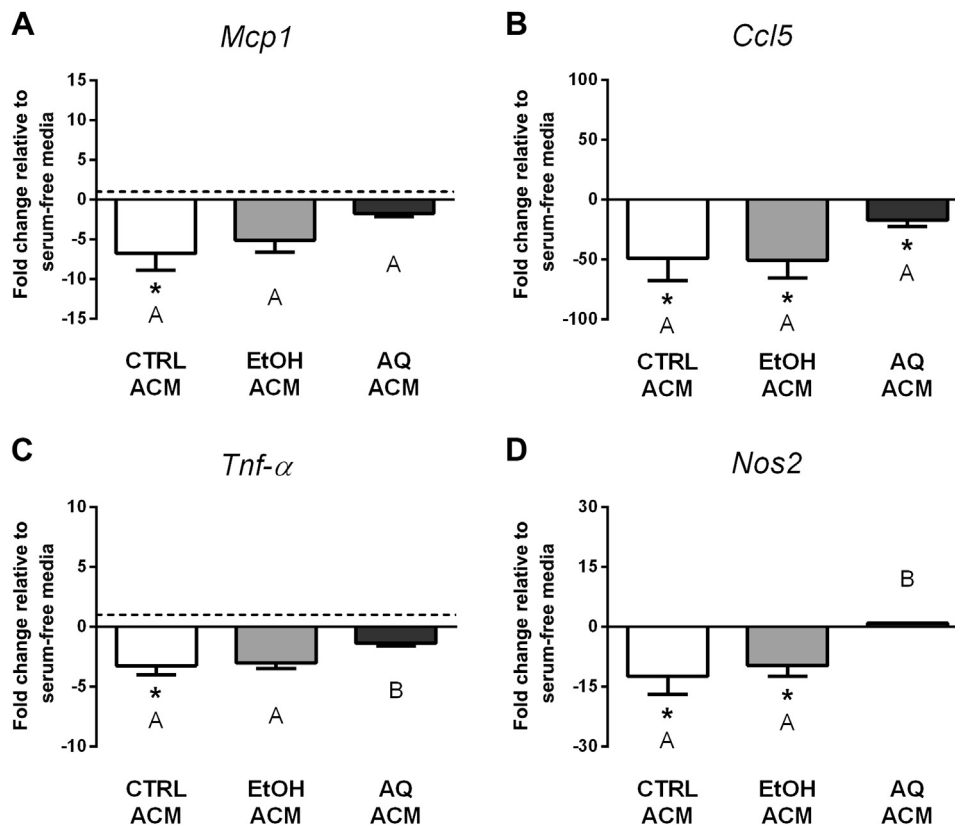 A
Mcp1
Fold change relative to
serum-free media
15
10
5
0
-5
-10
-15
*
A
A
A
CTRL
ACM
EtOH
ACM
AQ
ACM
B
Ccl5
Fold change relative to
serum-free media
100
50
0
-50
-100
*
A
*
A
*
A
CTRL
ACM
EtOH
ACM
AQ
ACM
C
Tnf-α
Fold change relative to
serum-free media
10
5
0
-5
-10
*
A
A
B
CTRL
ACM
EtOH
ACM
AQ
ACM
D
Nos2
Fold change relative to
serum-free media
30
15
0
-15
-30
*
A
*
A
B
CTRL
ACM
EtOH
ACM
AQ
ACM